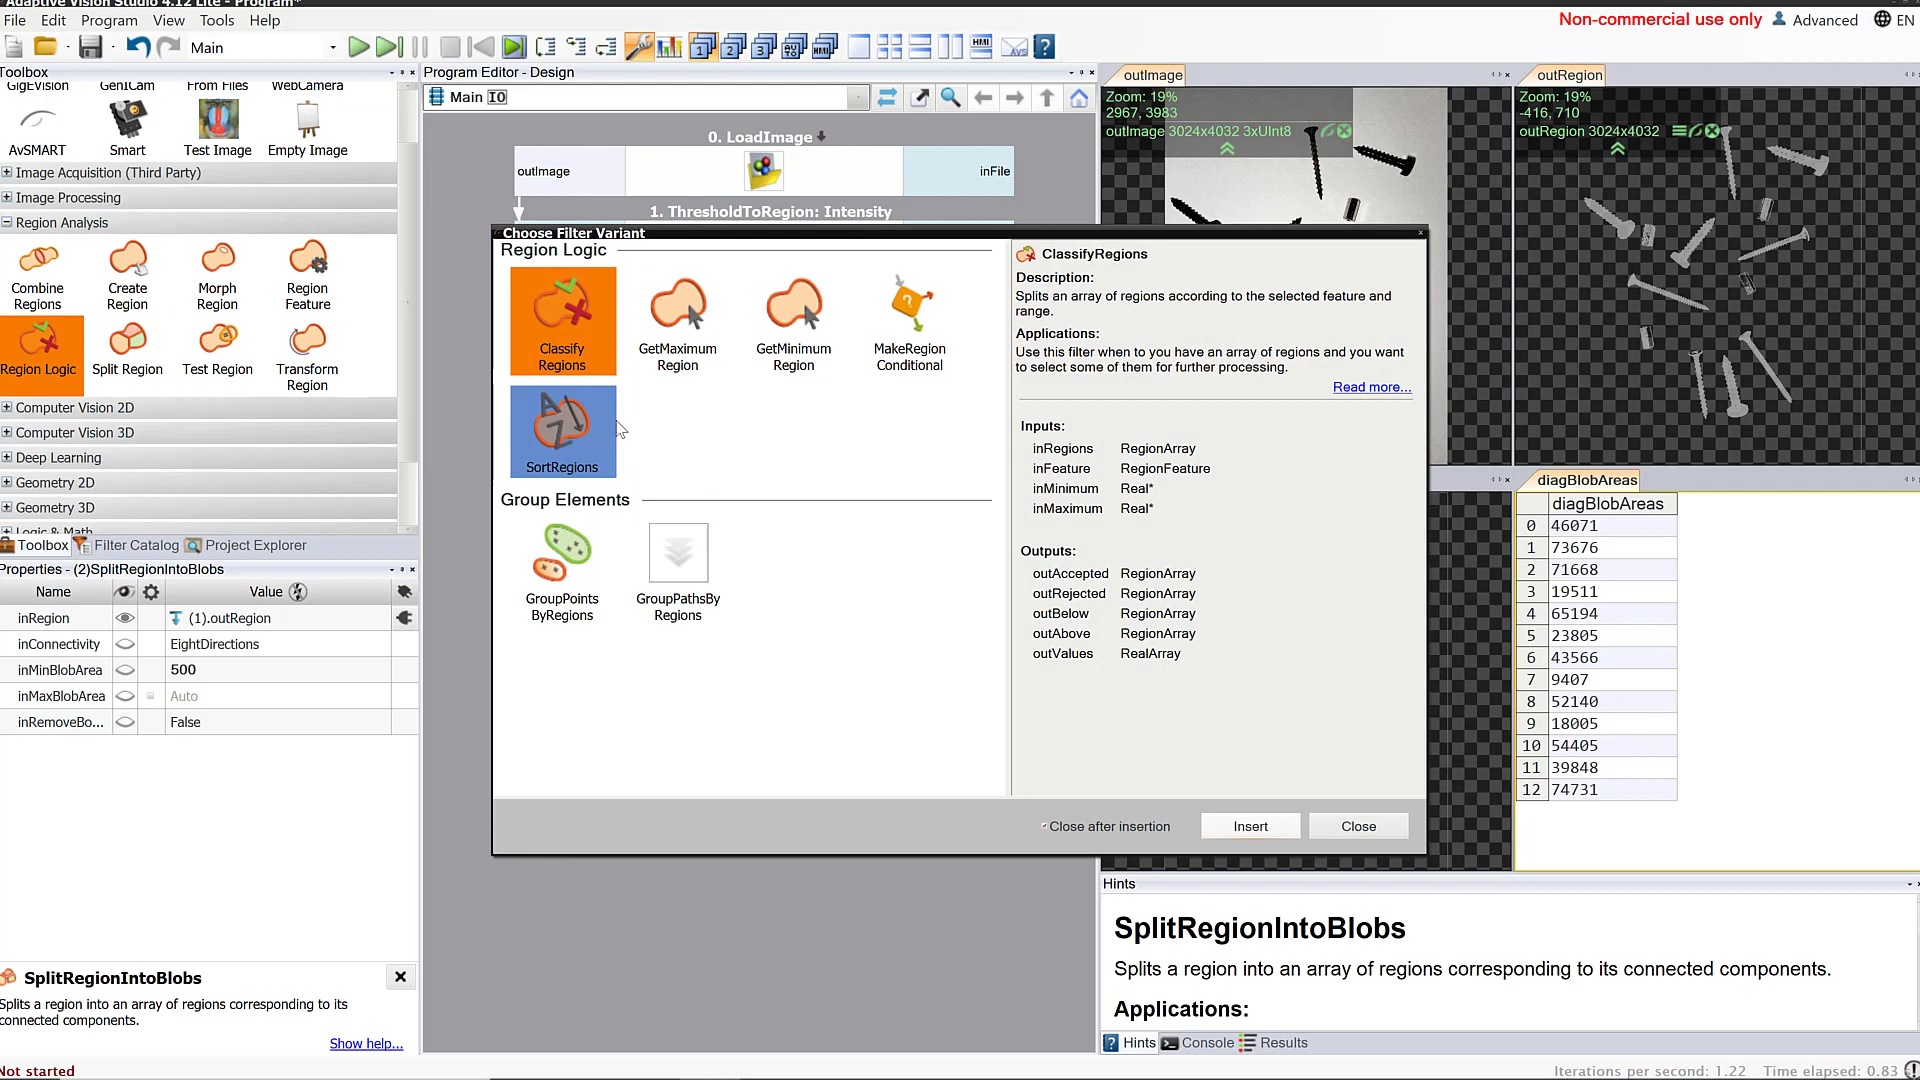 Adaptive Vision Studio 4.12 Lite - Program*
File Edit Program View Tools Help
Non-commercial use only Advanced EN
Main
Toolbox
GigEVision GenICam From Files WebCamera
AvSMART Smart Test Image Empty Image
Image Acquisition (Third Party)
Image Processing
Region Analysis
Combine Regions Create Region Morph Region Region Feature
Region Logic Split Region Test Region Transform Region
Computer Vision 2D
Computer Vision 3D
Deep Learning
Geometry 2D
Geometry 3D
Logic & Math
Toolbox Filter Catalog Project Explorer
Properties - (2)SplitRegionIntoBlobs
Name Value
inRegion (1).outRegion
inConnectivity EightDirections
inMinBlobArea 500
inMaxBlobArea Auto
inRemoveBo... False
SplitRegionIntoBlobs
Splits a region into an array of regions corresponding to its
connected components.
Show help...
Not started
Program Editor - Design
Main IO
0. LoadImage
outImage inFile
1. ThresholdToRegion: Intensity
Choose Filter Variant
Region Logic
Classify Regions GetMaximum Region GetMinimum Region MakeRegion Conditional
SortRegions
Group Elements
GroupPoints ByRegions GroupPathsBy Regions
ClassifyRegions
Description:
Splits an array of regions according to the selected feature and
range.
Applications:
Use this filter when to you have an array of regions and you want
to select some of them for further processing.
Read more...
Inputs:
inRegions RegionArray
inFeature RegionFeature
inMinimum Real*
inMaximum Real*
Outputs:
outAccepted RegionArray
outRejected RegionArray
outBelow RegionArray
outAbove RegionArray
outValues RealArray
Close after insertion Insert Close
outImage
Zoom: 19%
2967, 3983
outImage 3024x4032 3xUInt8
outRegion
Zoom: 19%
-416, 710
outRegion 3024x4032
diagBlobAreas
diagBlobAreas
0 46071
1 73676
2 71668
3 19511
4 65194
5 23805
6 43566
7 9407
8 52140
9 18005
10 54405
11 39848
12 74731
Hints
SplitRegionIntoBlobs
Splits a region into an array of regions corresponding to its connected components.
Applications:
Hints Console Results
Iterations per second: 1.22 Time elapsed: 0.83